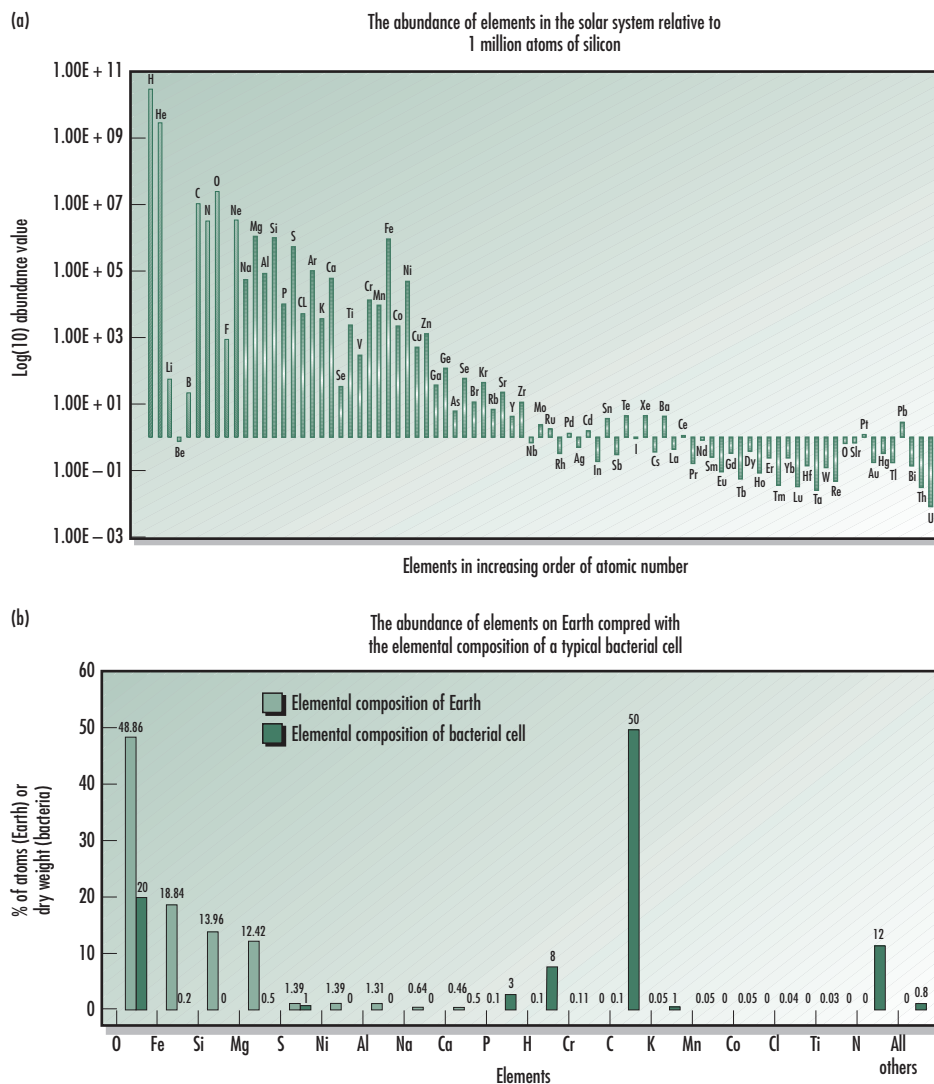 (a)
The abundance of elements in the solar system relative to
1 million atoms of silicon
Log(10) abundance value
1.00E + 11
1.00E + 09
1.00E + 07
1.00E + 05
1.00E + 03
1.00E + 01
1.00E – 01
1.00E – 03
H
He
Li
Be
B
C
N
O
F
Ne
Na
Mg
Al
Si
P
S
CL
Ar
K
Ca
Se
Ti
V
Cr
Mn
Fe
Co
Ni
Cu
Zn
Ga
Ge
As
Se
Br
Kr
Rb
Sr
Y
Zr
Nb
Mo
Ru
Rh
Pd
Ag
Cd
In
Sn
Sb
Te
I
Xe
Cs
Ba
La
Ce
Pr
Nd
Sm
Eu
Gd
Tb
Dy
Ho
Er
Tm
Yb
Lu
Hf
Ta
W
Re
O
SIr
Pt
Au
Hg
Tl
Pb
Bi
Th
U
Elements in increasing order of atomic number
(b)
The abundance of elements on Earth compred with
the elemental composition of a typical bacterial cell
% of atoms (Earth) or
dry weight (bacteria)
60
50
40
30
20
10
0
Elemental composition of Earth
Elemental composition of bacterial cell
48.86
20
18.84
0.2
13.96
0
12.42
0.5
1.39
1
1.39
0
1.31
0
0.64
0
0.46
0.5
0.1
3
0.1
8
0.11
0
0.1
50
0.05
1
0.05
0
0.05
0
0.04
0
0.03
0
0
12
0
0.8
O Fe Si Mg S Ni Al Na Ca P H Cr C K Mn Co Cl Ti N All
others
Elements